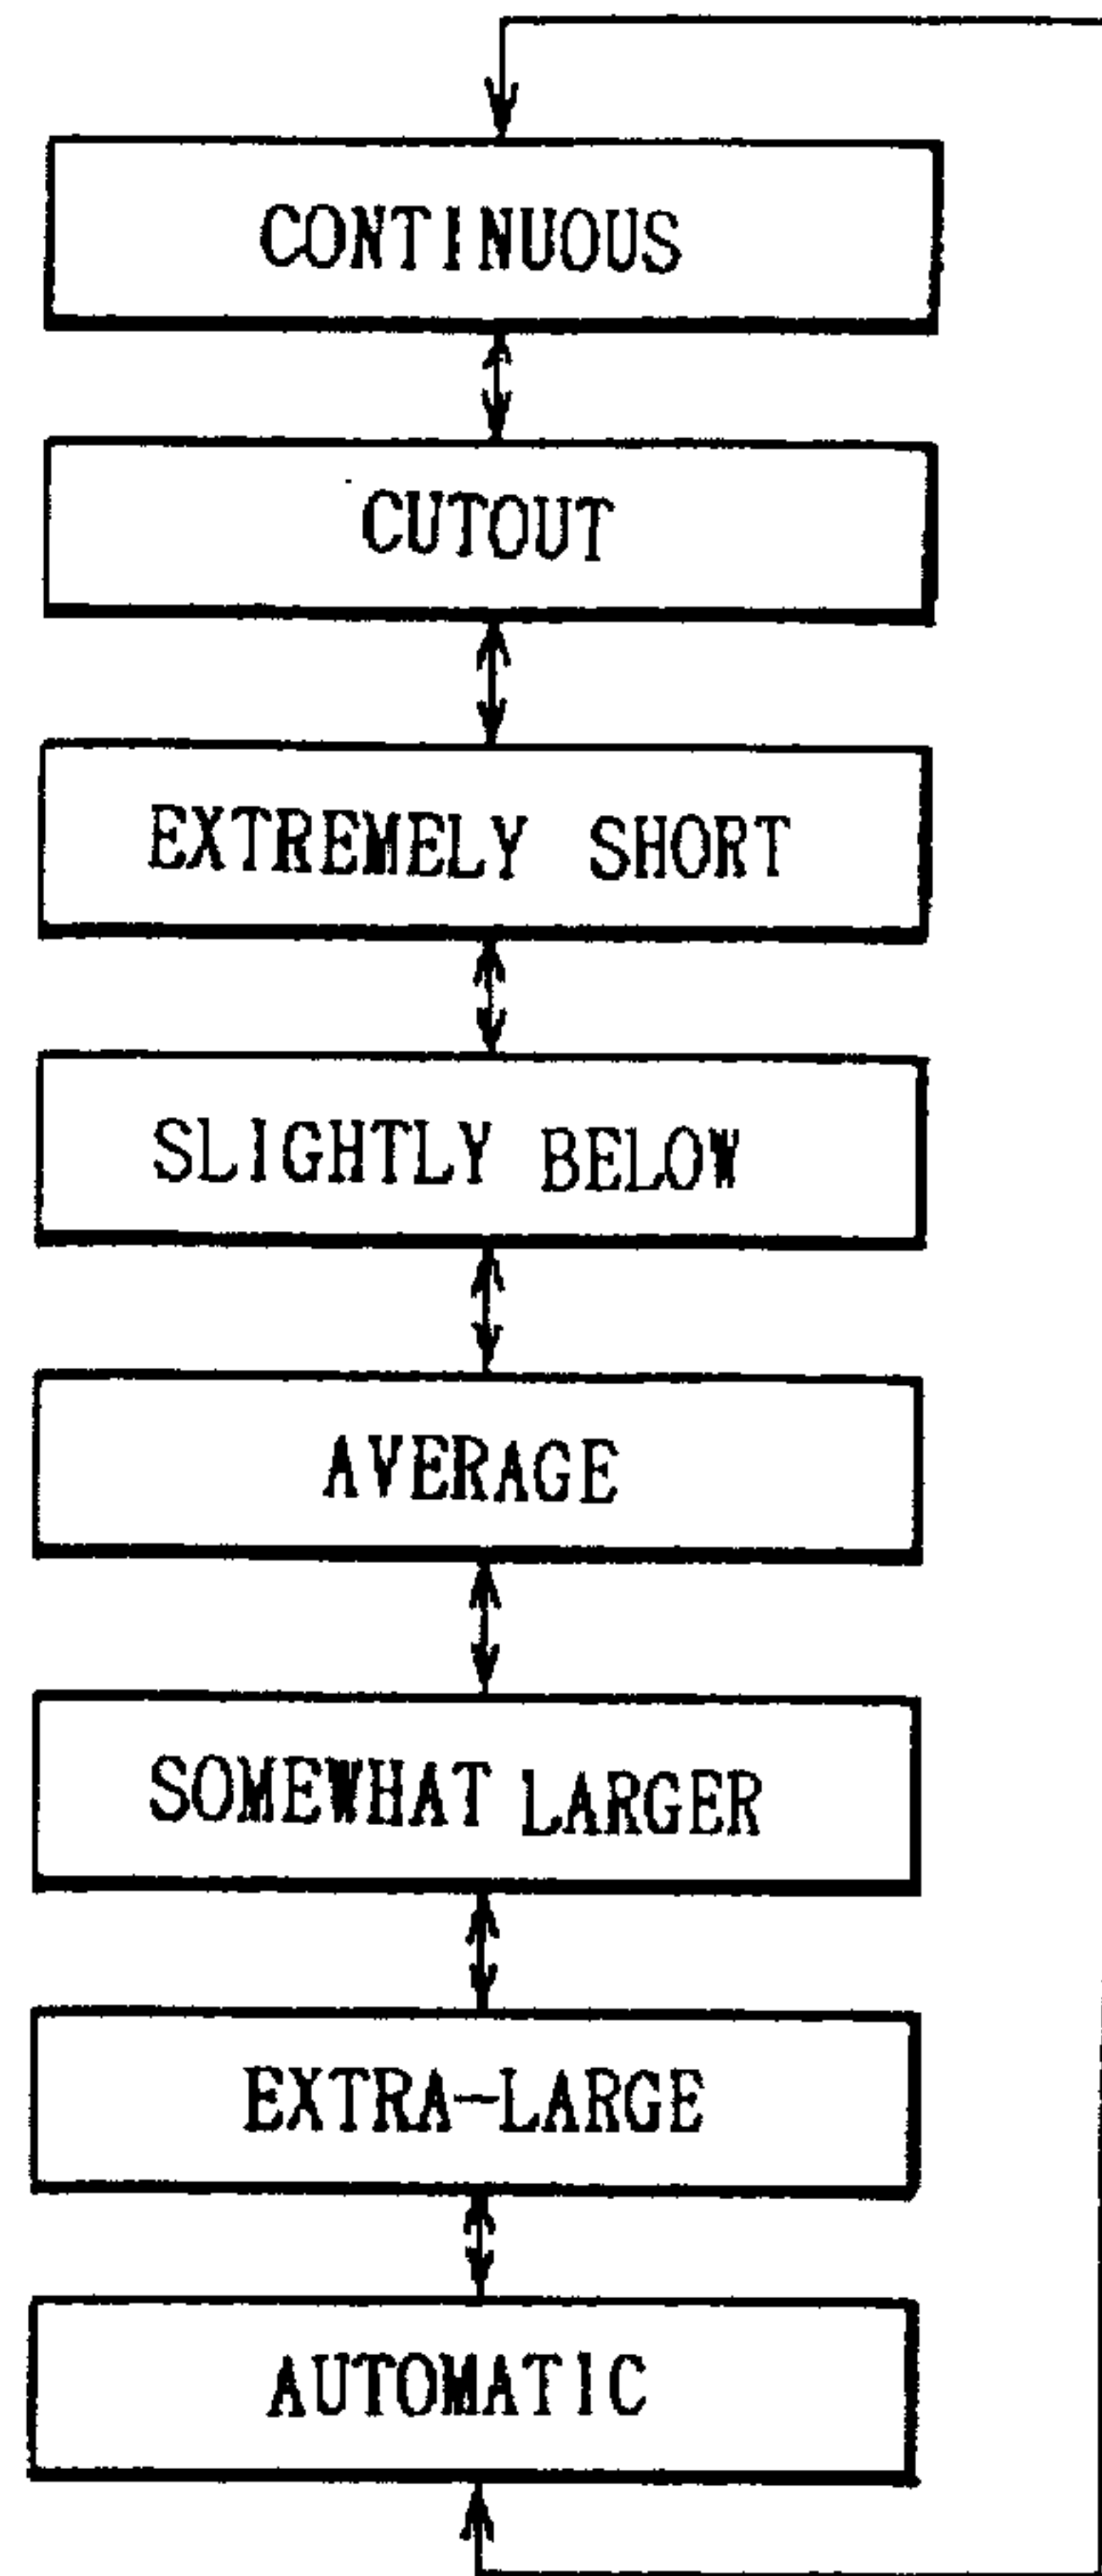 CONTINUOUS
CUTOUT
EXTREMELY SHORT
SLIGHTLY BELOW
AVERAGE
SOMEWHAT LARGER
EXTRA-LARGE
AUTOMATIC